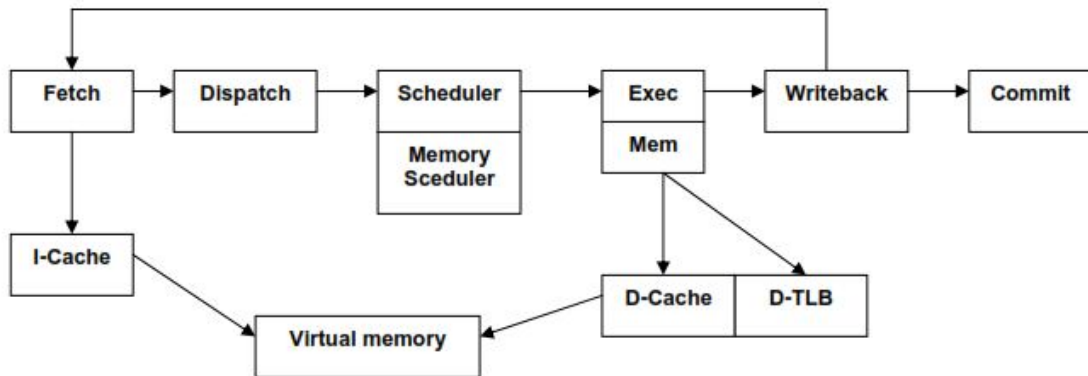 Fetch
Dispatch
Scheduler
Exec
Writeback
Commit
Memory
Sceduler
Mem
I-Cache
D-Cache
D-TLB
Virtual memory